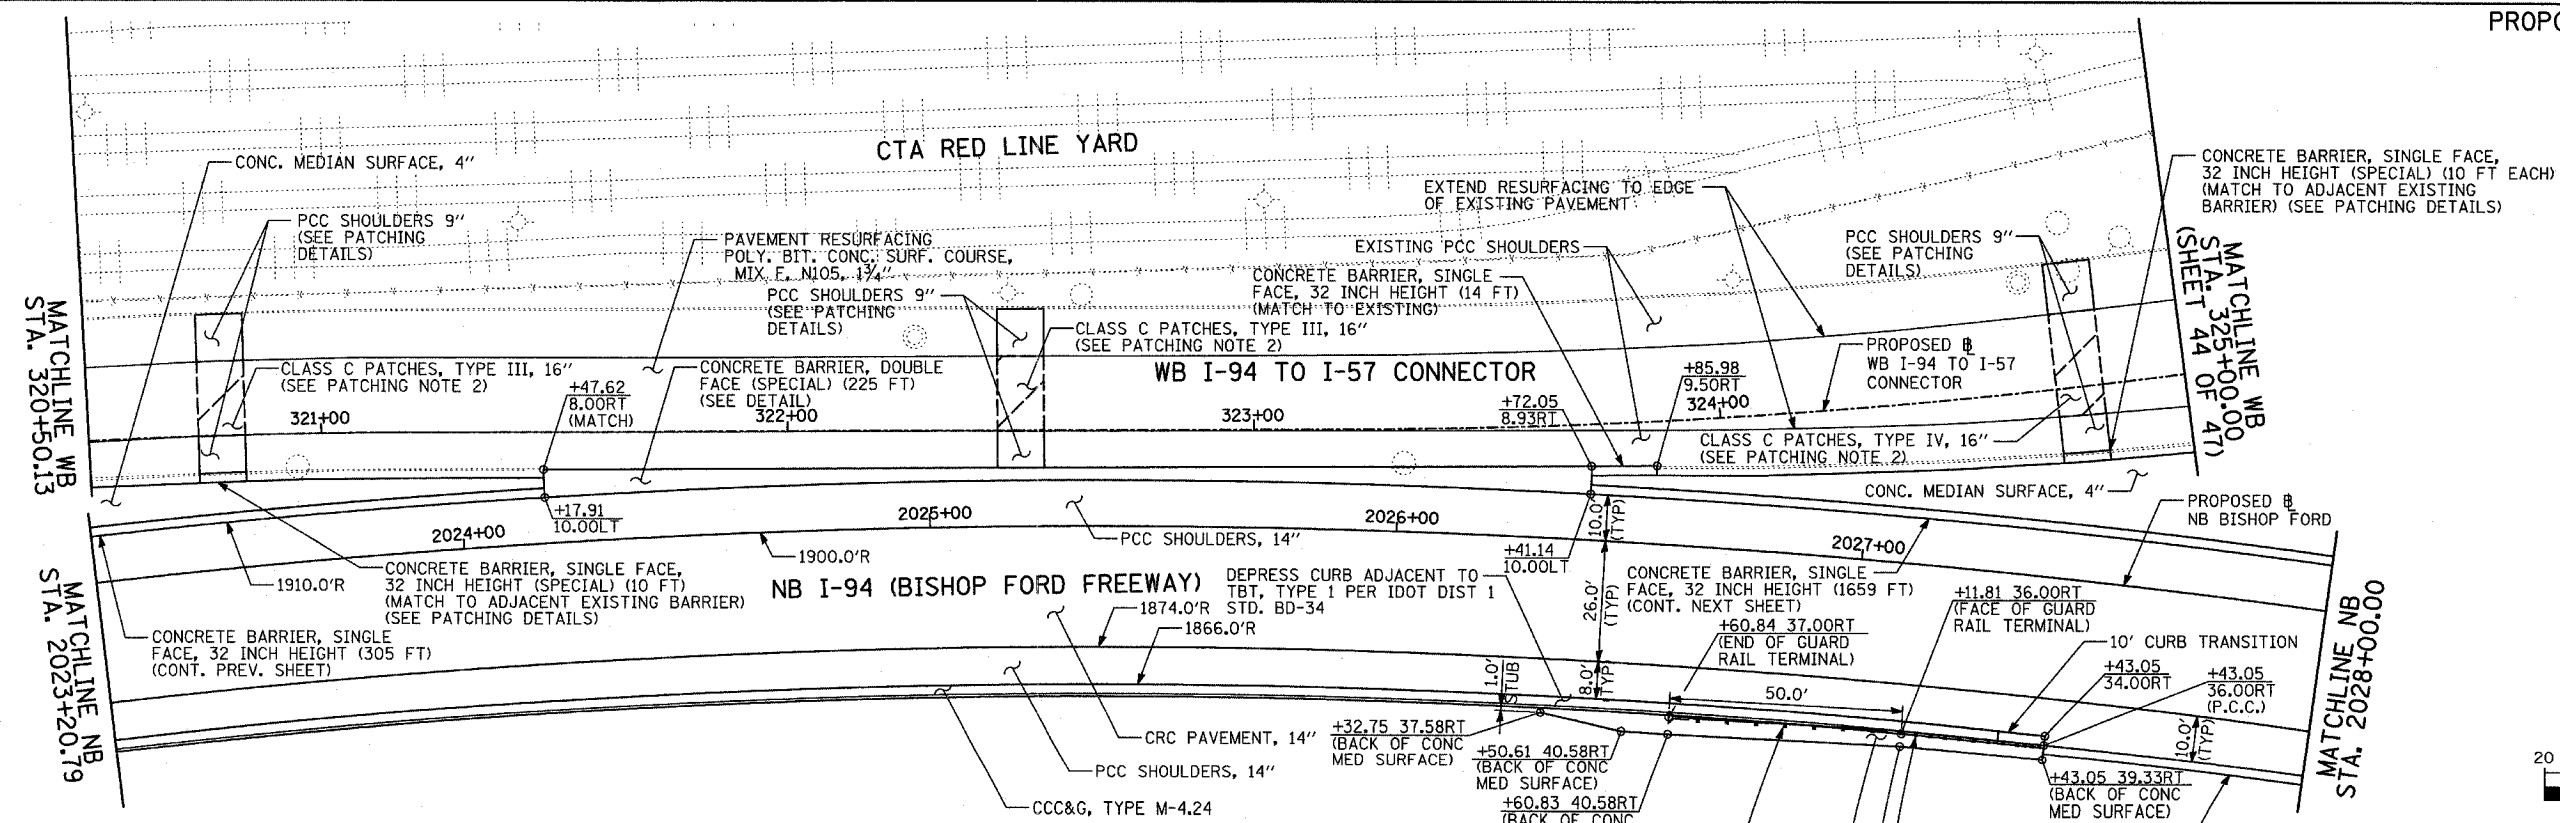 PROPO
CTA RED LINE YARD
CONC. MEDIAN SURFACE, 4"
PCC SHOULDERS 9"
(SEE PATCHING
DETAILS)
PAVEMENT RESURFACING
POLY. BIT. CONC. SURF. COURSE,
MIX F, N105, 1¾"
PCC SHOULDERS 9"
(SEE PATCHING
DETAILS)
EXTEND RESURFACING TO EDGE
OF EXISTING PAVEMENT
EXISTING PCC SHOULDERS
CONCRETE BARRIER, SINGLE
FACE, 32 INCH HEIGHT (14 FT)
(MATCH TO EXISTING)
PCC SHOULDERS 9"
(SEE PATCHING
DETAILS)
CONCRETE BARRIER, SINGLE FACE,
32 INCH HEIGHT (SPECIAL) (10 FT EACH)
(MATCH TO ADJACENT EXISTING
BARRIER) (SEE PATCHING DETAILS)
MATCHLINE WB
STA. 325+00.00
(SHEET 44 OF 47)
MATCHLINE WB
STA. 320+50.13
CLASS C PATCHES, TYPE III, 16"
(SEE PATCHING NOTE 2)
+47.62
8.00RT
(MATCH)
CONCRETE BARRIER, DOUBLE
FACE (SPECIAL) (225 FT)
(SEE DETAIL)
CLASS C PATCHES, TYPE III, 16"
(SEE PATCHING NOTE 2)
WB I-94 TO I-57 CONNECTOR
+85.98
9.50RT
PROPOSED BL
WB I-94 TO I-57
CONNECTOR
321+00
322+00
323+00
+72.05
8.93RT
324+00
CLASS C PATCHES, TYPE IV, 16"
(SEE PATCHING NOTE 2)
CONC. MEDIAN SURFACE, 4"
PROPOSED BL
NB BISHOP FORD
+17.91
10.00LT
2024+00
2025+00
2026+00
2027+00
10.0'
(TYP)
1900.0'R
1910.0'R
PCC SHOULDERS, 14"
+41.14
10.00LT
CONCRETE BARRIER, SINGLE FACE,
32 INCH HEIGHT (SPECIAL) (10 FT)
(MATCH TO ADJACENT EXISTING BARRIER)
(SEE PATCHING DETAILS)
NB I-94 (BISHOP FORD FREEWAY)
DEPRESS CURB ADJACENT TO
TBT, TYPE 1 PER IDOT DIST 1
STD. BD-34
26.0'
(TYP)
CONCRETE BARRIER, SINGLE
FACE, 32 INCH HEIGHT (1659 FT)
(CONT. NEXT SHEET)
+11.81 36.00RT
(FACE OF GUARD
RAIL TERMINAL)
MATCHLINE NB
STA. 2023+20.79
CONCRETE BARRIER, SINGLE
FACE, 32 INCH HEIGHT (305 FT)
(CONT. PREV. SHEET)
1874.0'R
1866.0'R
+60.84 37.00RT
(END OF GUARD
RAIL TERMINAL)
10' CURB TRANSITION
+43.05
34.00RT
+43.05
36.00RT
(P.C.C.)
MATCHLINE NB
STA. 2028+00.00
1.0'
STUB
8.0'
(TYP)
50.0'
10.0'
(TYP)
CRC PAVEMENT, 14"
PCC SHOULDERS, 14"
CCC&G, TYPE M-4.24
+32.75 37.58RT
(BACK OF CONC
MED SURFACE)
+50.61 40.58RT
(BACK OF CONC
MED SURFACE)
+60.83 40.58RT
(BACK OF CONC
+43.05 39.33RT
(BACK OF CONC
MED SURFACE)
20